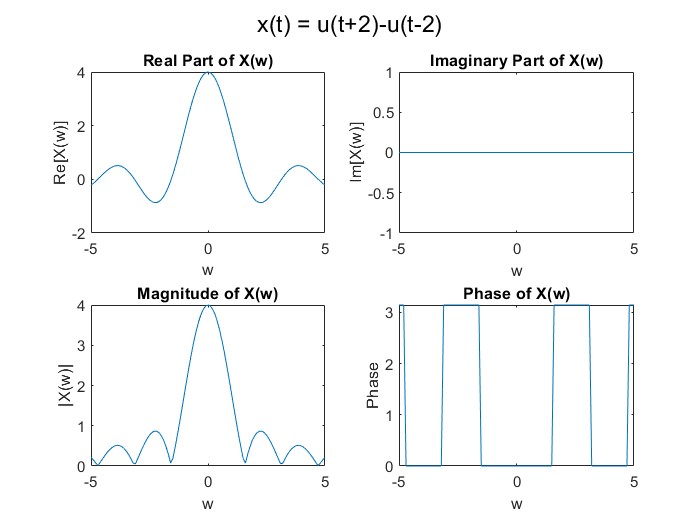 x(t) = u(t+2)-u(t-2)
Real Part of X(w)
Re[X(w)]
4
2
0
-2
-5
0
5
w
Imaginary Part of X(w)
Im[X(w)]
1
0.5
0
-0.5
-1
-5
0
5
w
Magnitude of X(w)
|X(w)|
4
3
2
1
0
-5
0
5
w
Phase of X(w)
Phase
3
2
1
0
-5
0
5
w